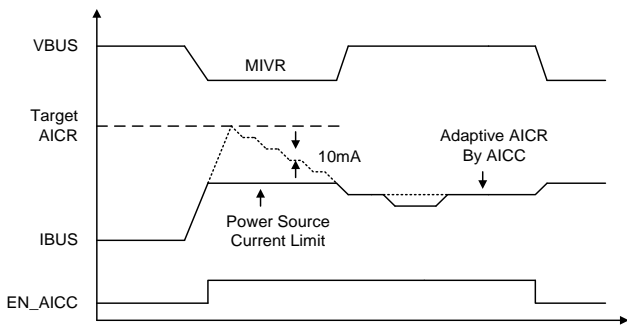 VBUS
MIVR
Target
AICR
10mA
Adaptive AICR
By AICC
Power Source
Current Limit
IBUS
EN_AICC